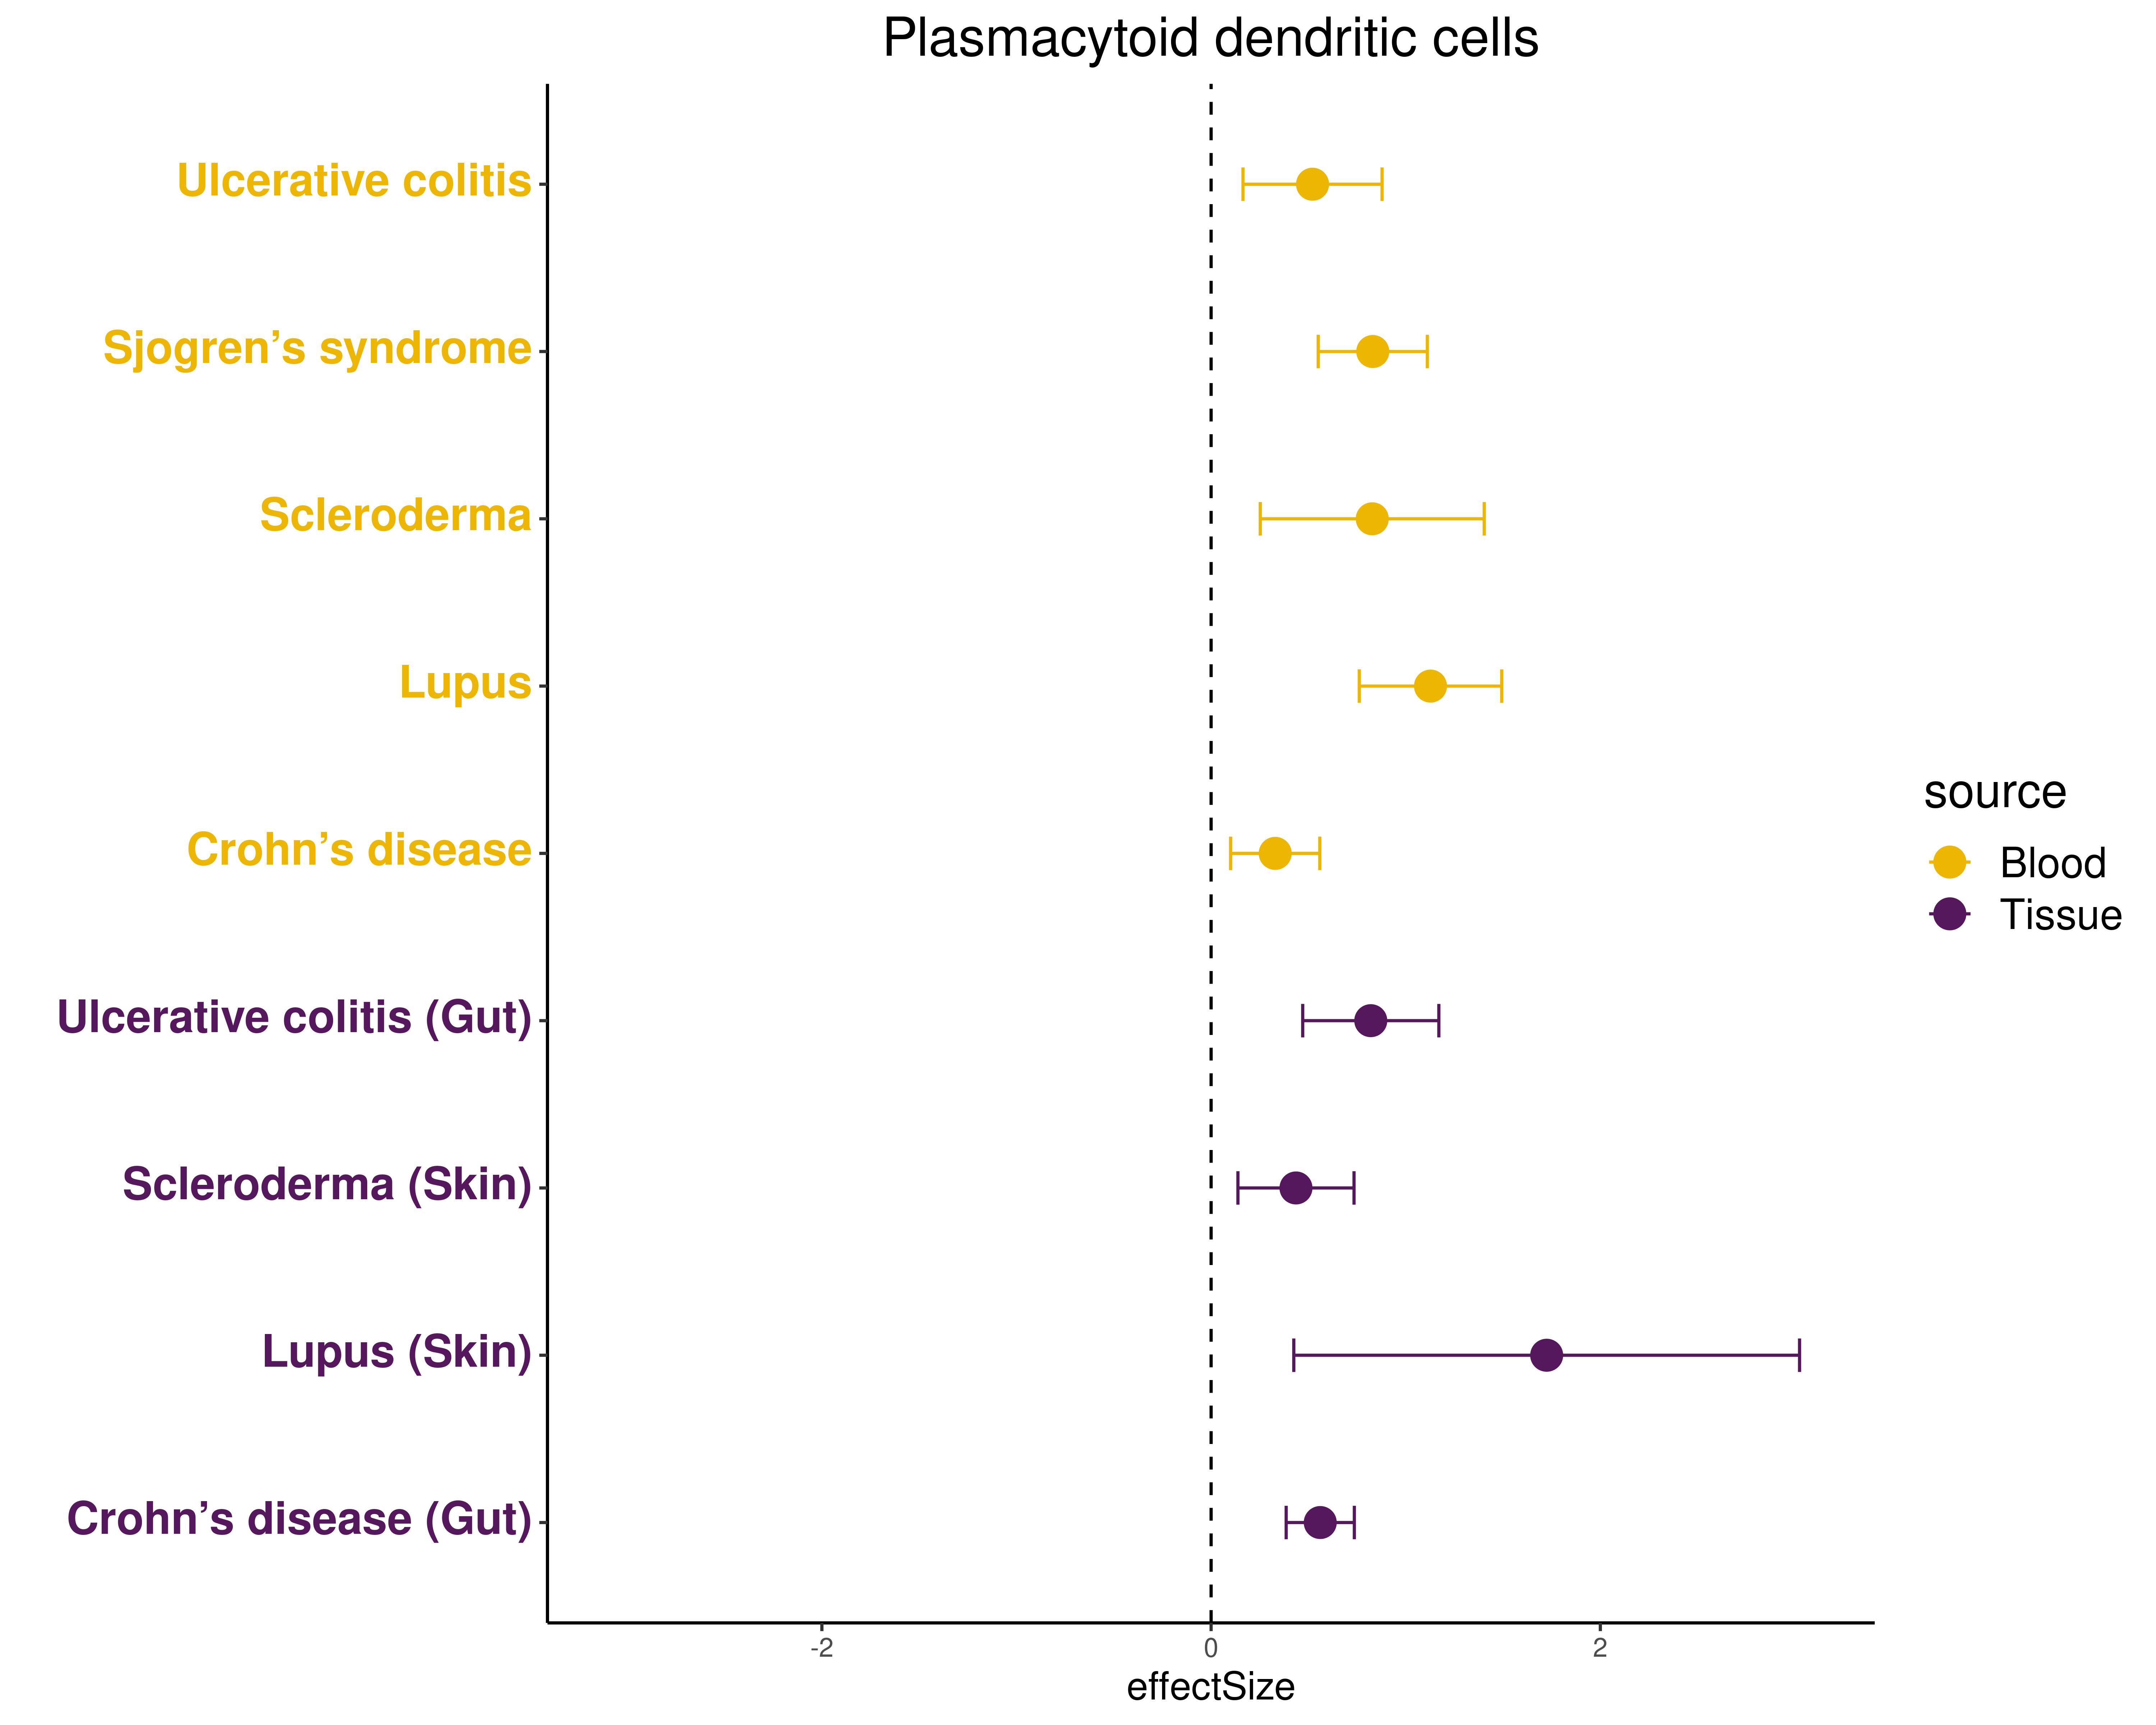 Plasmacytoid dendritic cells
Ulcerative colitis
Sjogren’s syndrome
Scleroderma
Lupus
Crohn’s disease
Ulcerative colitis (Gut)
Scleroderma (Skin)
Lupus (Skin)
Crohn’s disease (Gut)
source
Blood
Tissue
-2 0 2
effectSize